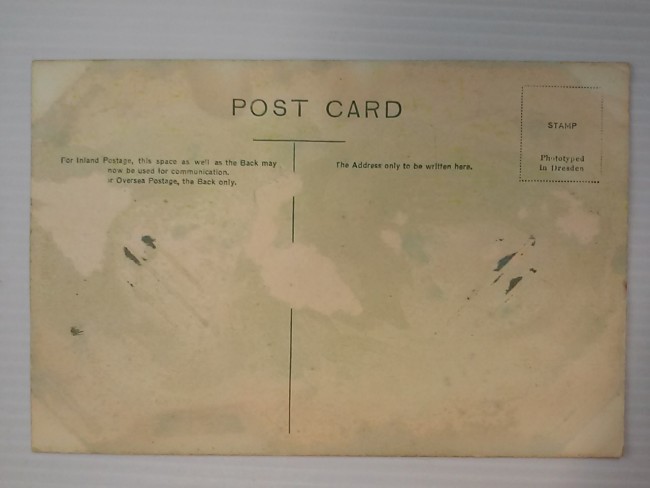 POST CARD
STAMP
Phototyped
in Dresden
For Inland Postage, this space as well as the Back may
now be used for communication.
r Oversea Postage, the Back only.
The Address only to be written here.